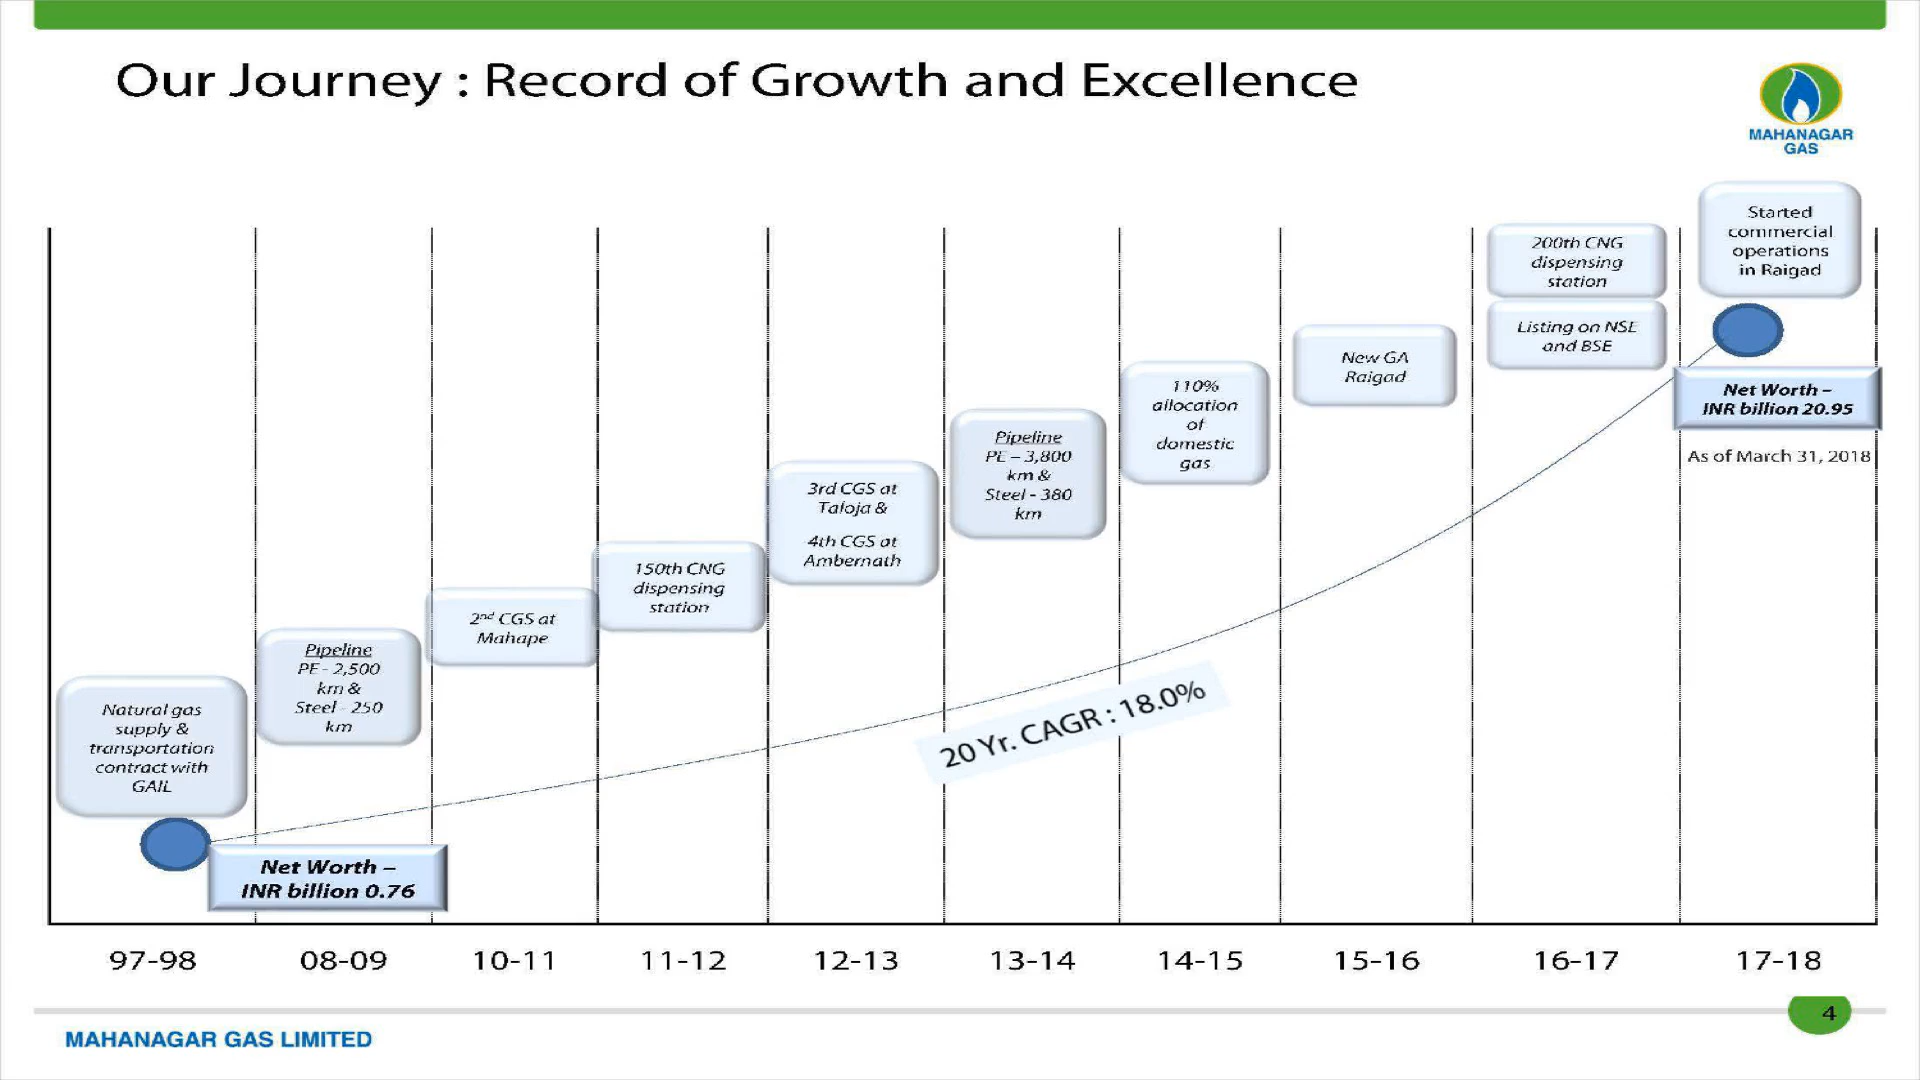 Our Journey : Record of Growth and Excellence
MAHANAGAR
GAS
Natural gas
supply &
transportation
contract with
GAIL
Net Worth –
INR billion 0.76
Pipeline
PE - 2,500
km &
Steel - 250
km
2nd CGS at
Mahape
150th CNG
dispensing
station
3rd CGS at
Taloja &
4th CGS at
Ambernath
Pipeline
PE – 3,800
km &
Steel - 380
km
110%
allocation
of
domestic
gas
New GA
Raigad
200th CNG
dispensing
station
Listing on NSE
and BSE
Started
commercial
operations
in Raigad
Net Worth –
INR billion 20.95
As of March 31, 2018
20 Yr. CAGR : 18.0%
97-98 08-09 10-11 11-12 12-13 13-14 14-15 15-16 16-17 17-18
4
MAHANAGAR GAS LIMITED